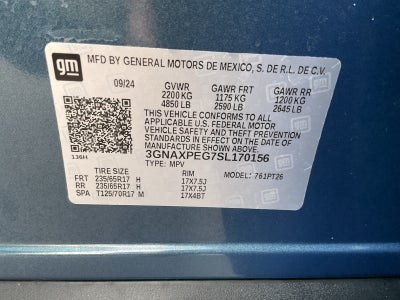 gm
MFD BY GENERAL MOTORS DE MEXICO, S. DE R.L. DE C.V.
09/24 GVWR GAWR FRT GAWR RR
2200 KG 1175 KG 1200 KG
4850 LB 2590 LB 2645 LB
THIS VEHICLE CONFORMS TO ALL
APPLICABLE U.S. FEDERAL MOTOR
VEHICLE SAFETY AND THEFT PREVENTION
STANDARDS IN EFFECT ON THE DATE OF
MANUFACTURE SHOWN ABOVE.
136H 3GNAXPEG7SL170156
TYPE: MPV
TIRE SIZE RIM MODEL: 761PT26
FRT 235/65R17 H 17X7.5J
RR 235/65R17 H 17X7.5J
SPA T125/70R17 M 17X4BT